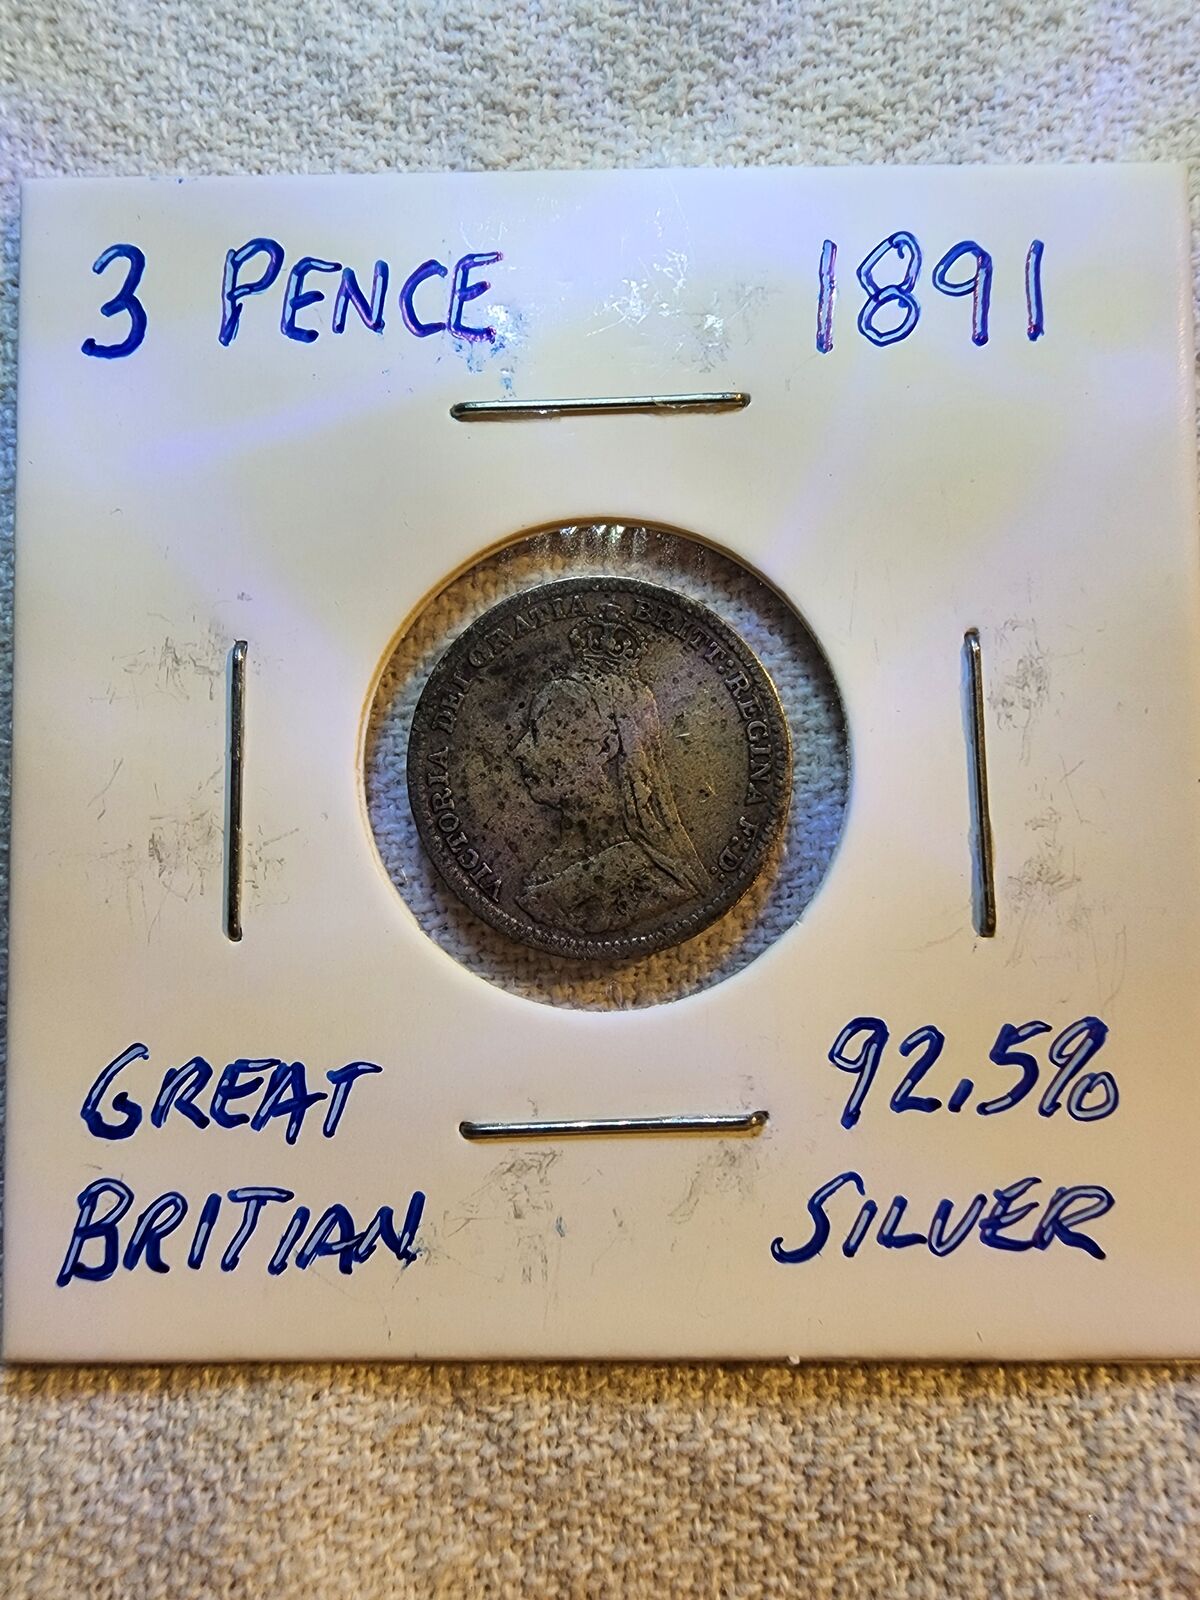 3 PENCE 1891
VICTORIA DEI GRATIA BRITT: REGINA F:D:
GREAT 92.5%
BRITIAN SILVER